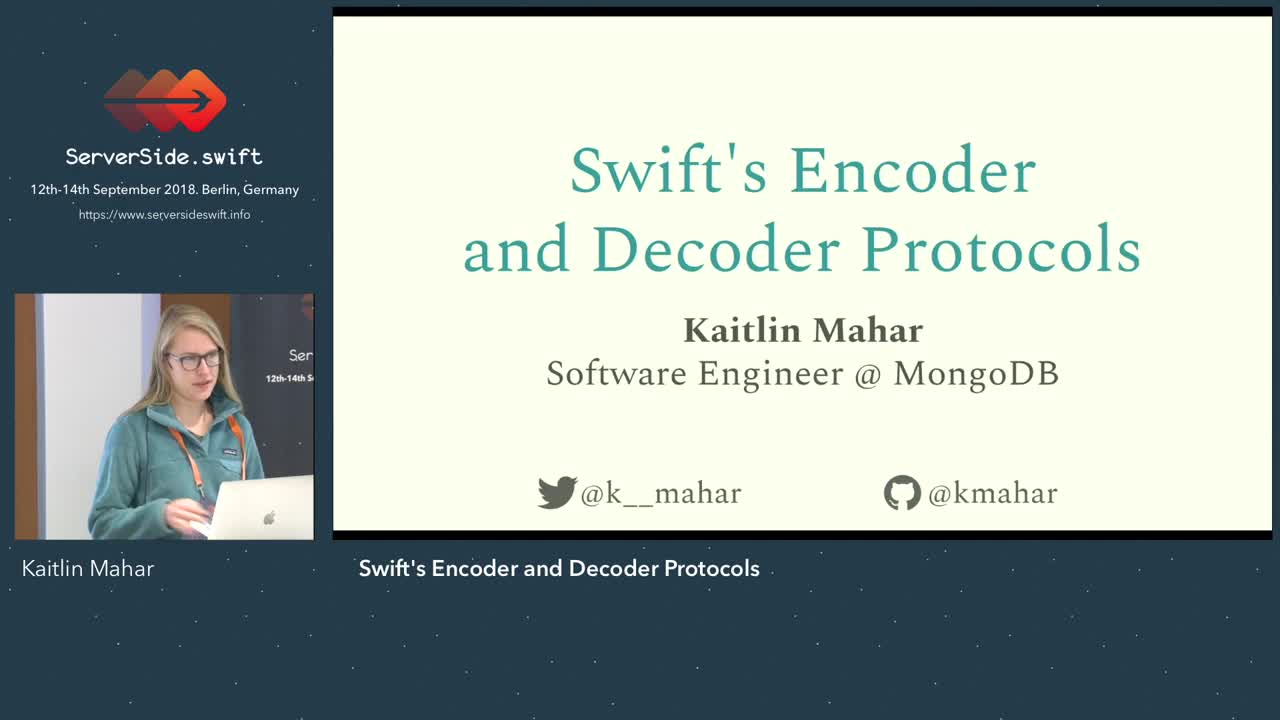 ServerSide.swift
12th-14th September 2018. Berlin, Germany
https://www.serversideswift.info
Swift's Encoder
and Decoder Protocols
Kaitlin Mahar
Software Engineer @ MongoDB
@k__mahar
@kmahar
Ser
12th-14th S
Kaitlin Mahar
Swift's Encoder and Decoder Protocols